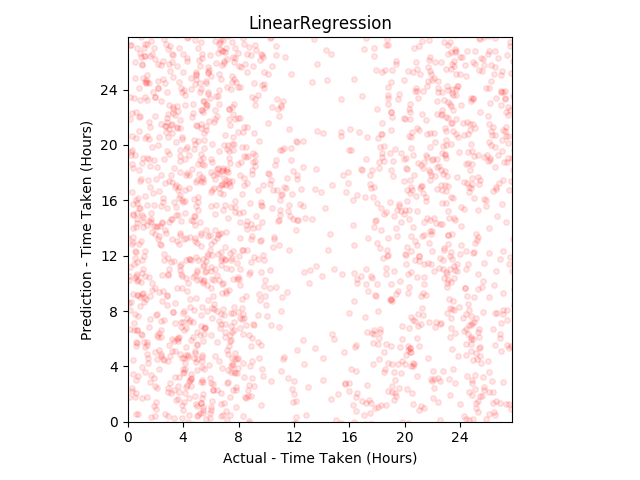 LinearRegression
Prediction - Time Taken (Hours)
24
20
16
12
8
4
0
0 4 8 12 16 20 24
Actual - Time Taken (Hours)